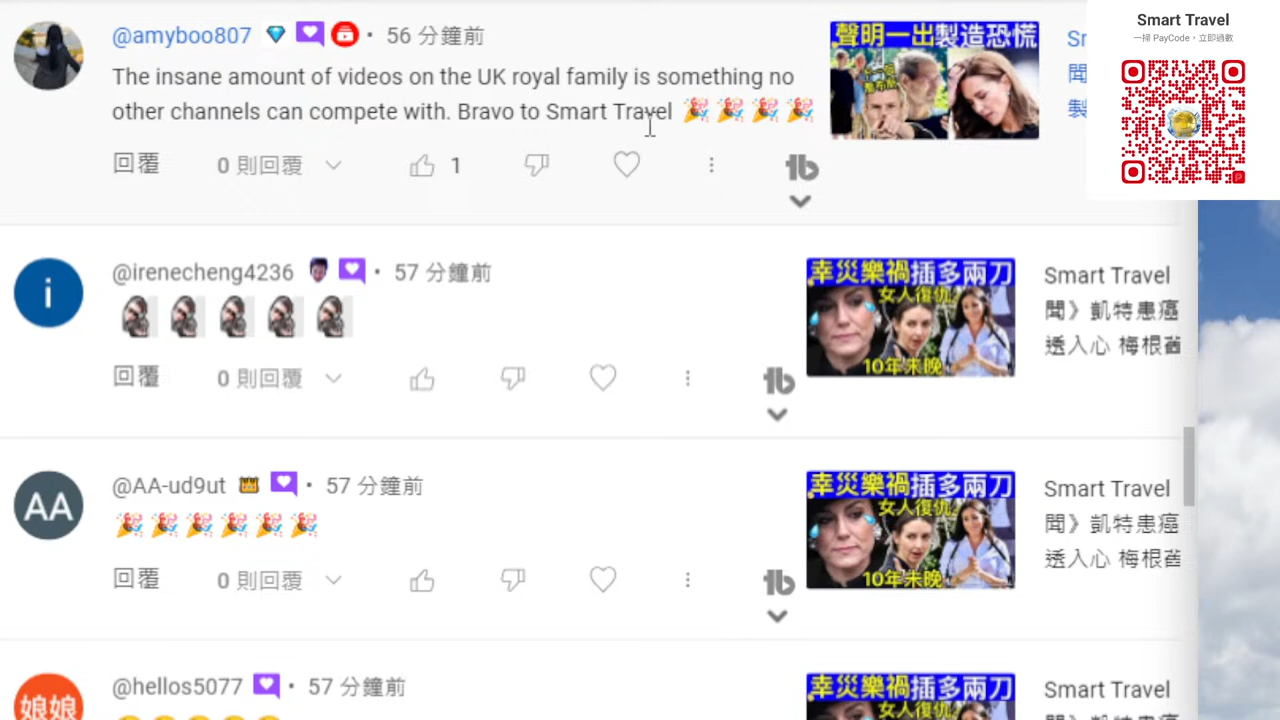 Smart Travel
一掃 PayCode，立即過數
@amyboo807 • 56 分鐘前
The insane amount of videos on the UK royal family is something no
other channels can compete with. Bravo to Smart Travel
回覆 0 則回覆 1
聲明一出製造恐慌
聞
製
@irenecheng4236 • 57 分鐘前
回覆 0 則回覆
幸災樂禍插多兩刀
女人復仇
10年未晚
Smart Travel
聞》凱特患癌
透入心 梅根酋
@AA-ud9ut • 57 分鐘前
回覆 0 則回覆
幸災樂禍插多兩刀
女人復仇
10年未晚
Smart Travel
聞》凱特患癌
透入心 梅根
@hellos5077 • 57 分鐘前
娘娘
幸災樂禍插多兩刀
Smart Travel